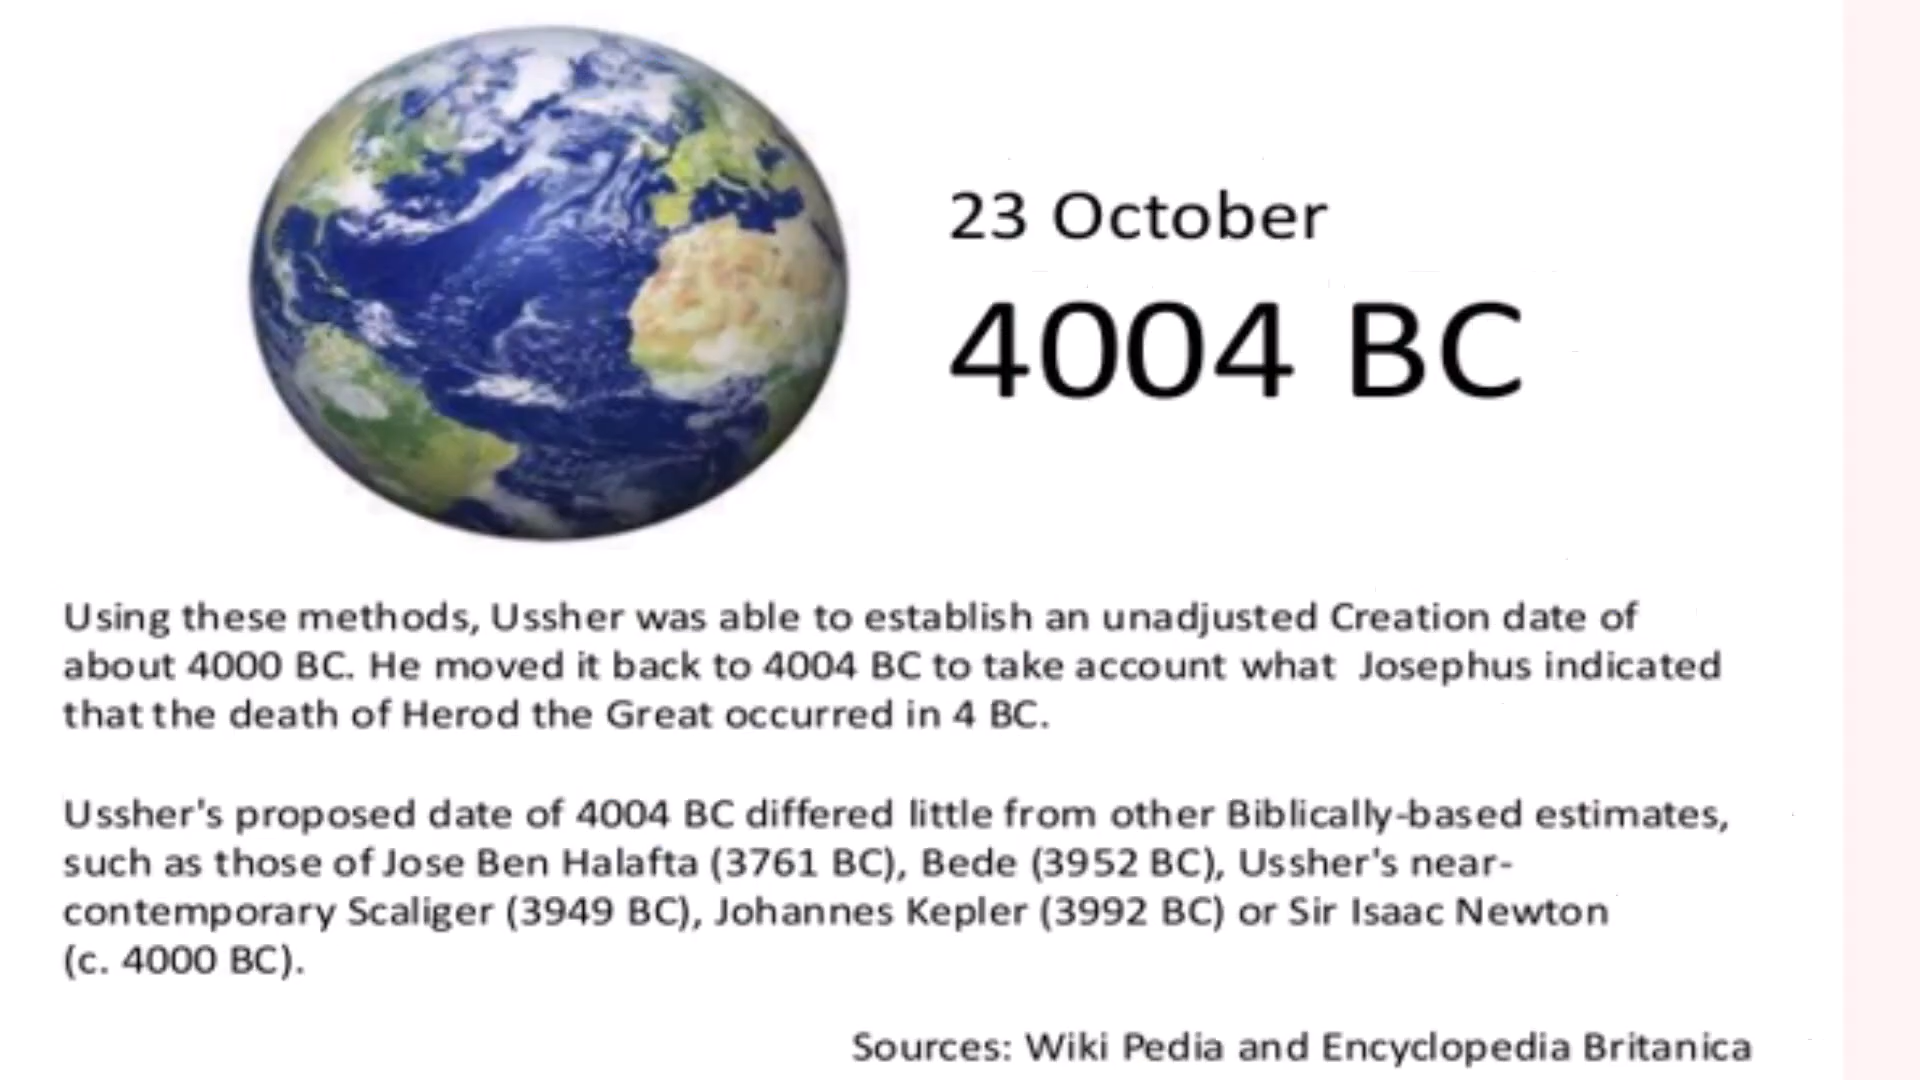 23 October
4004 BC
Using these methods, Ussher was able to establish an unadjusted Creation date of
about 4000 BC. He moved it back to 4004 BC to take account what Josephus indicated
that the death of Herod the Great occurred in 4 BC.
Ussher's proposed date of 4004 BC differed little from other Biblically-based estimates,
such as those of Jose Ben Halafta (3761 BC), Bede (3952 BC), Ussher's near-
contemporary Scaliger (3949 BC), Johannes Kepler (3992 BC) or Sir Isaac Newton
(c. 4000 BC).
Sources: Wiki Pedia and Encyclopedia Britanica